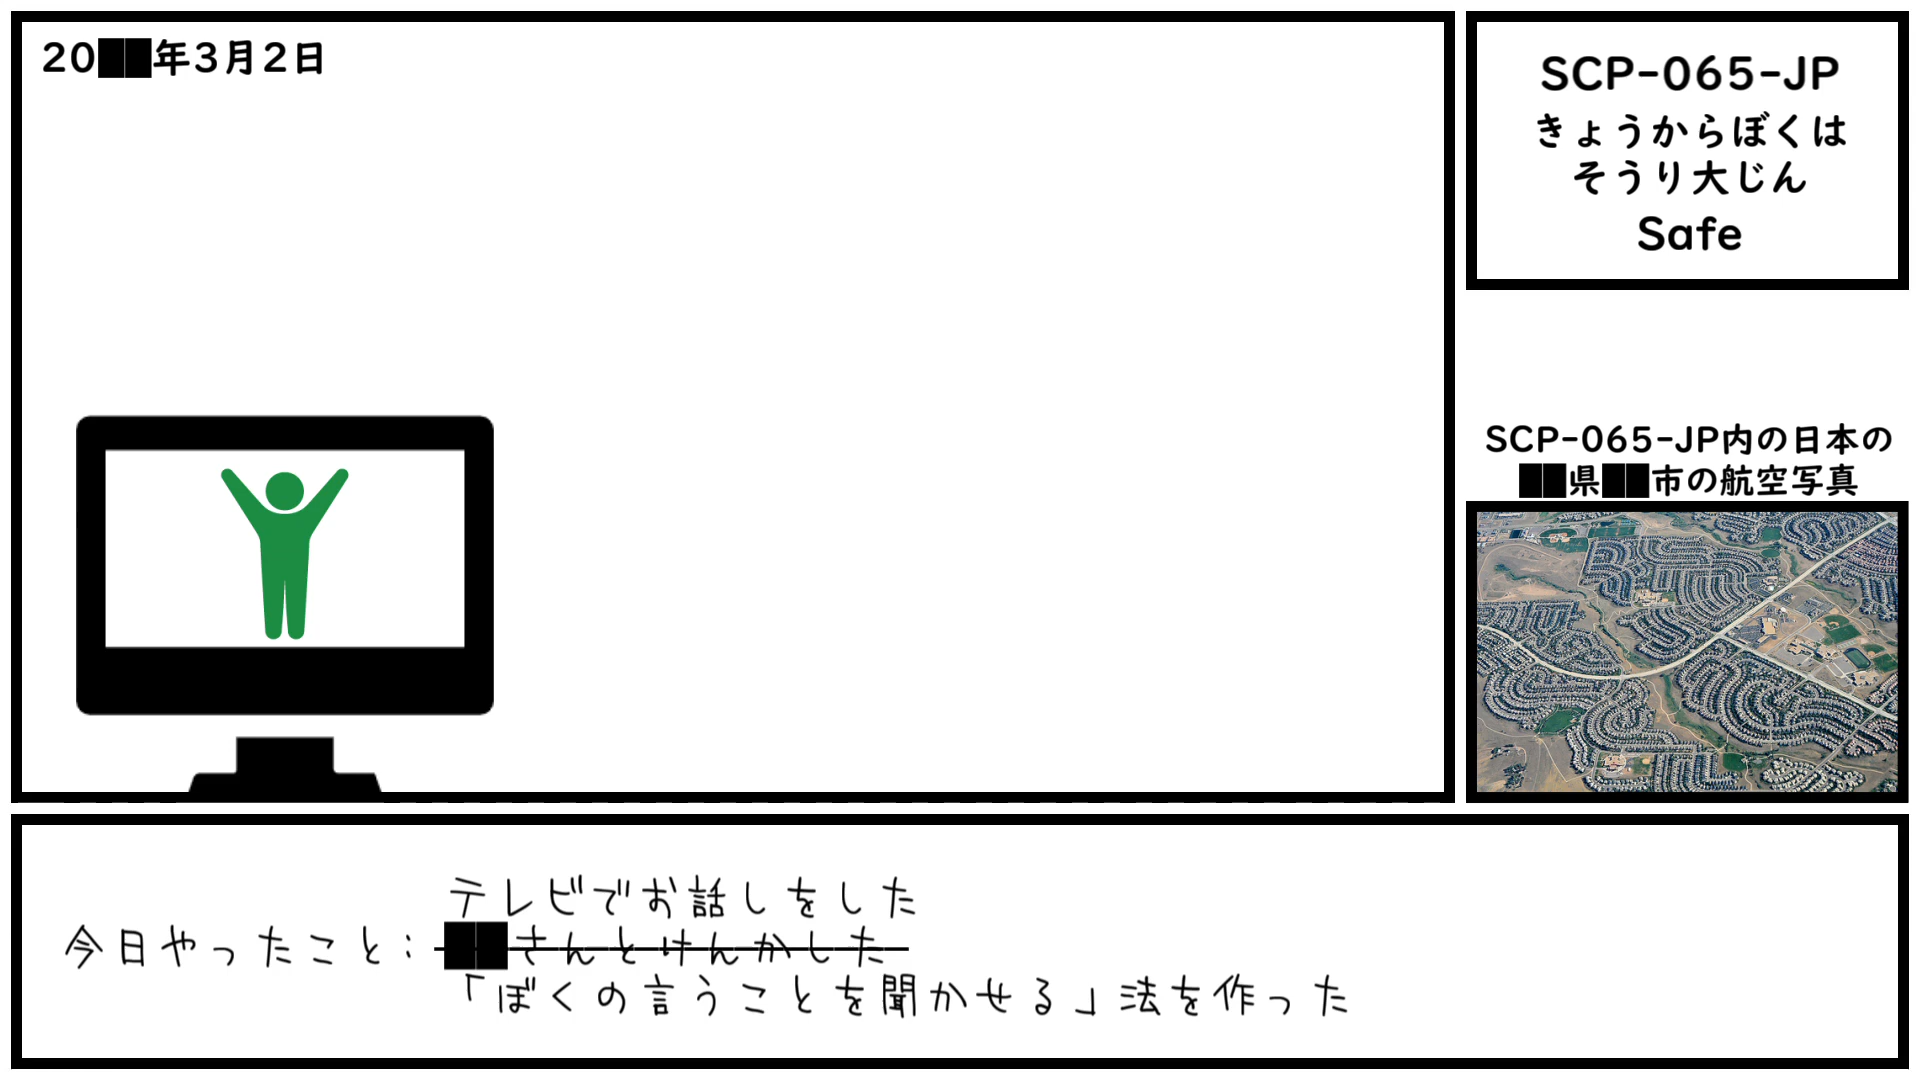 20██年3月2日
SCP-065-JP
きょうからぼくは
そうり大じん
Safe
SCP-065-JP内の日本の
██県██市の航空写真
テレビでお話しをした
今日やったこと：██さんとけんかした
「ぼくの言うことを聞かせる」法を作った